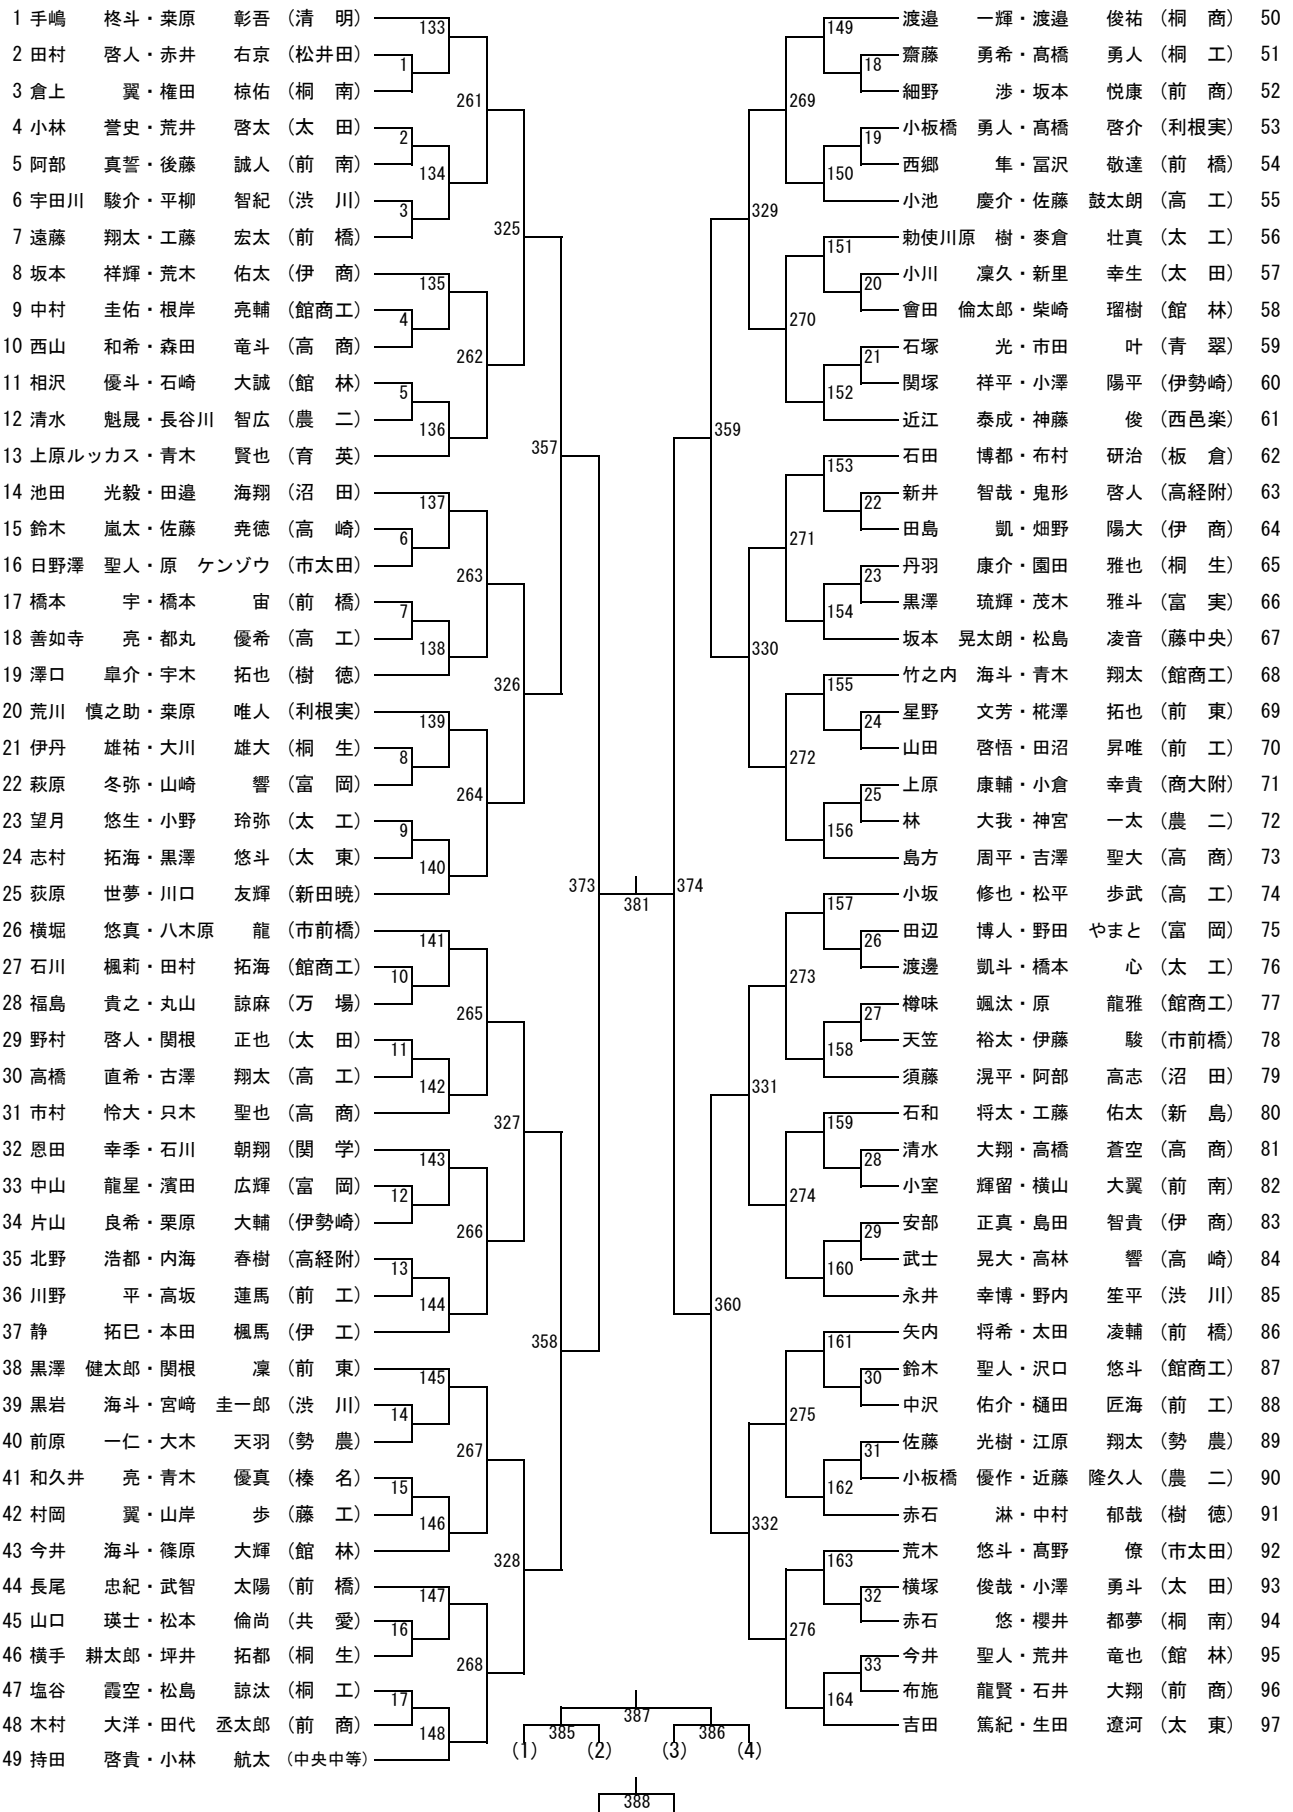 1 手嶋　柊斗・桒原　彰吾（清　明）
2 田村　啓人・赤井　右京（松井田）
3 倉上　翼・権田　椋佑（桐　南）
4 小林　誉史・荒井　啓太（太　田）
5 阿部　真誓・後藤　誠人（前　南）
6 宇田川　駿介・平柳　智紀（渋　川）
7 遠藤　翔太・工藤　宏太（前　橋）
8 坂本　祥輝・荒木　佑太（伊　商）
9 中村　圭佑・根岸　亮輔（館商工）
10 西山　和希・森田　竜斗（高　商）
11 相沢　優斗・石崎　大誠（館　林）
12 清水　魁晟・長谷川　智広（農　二）
13 上原ルッカス・青木　賢也（育　英）
14 池田　光毅・田邉　海翔（沼　田）
15 鈴木　嵐太・佐藤　尭徳（高　崎）
16 日野澤　聖人・原　ケンゾウ（市太田）
17 橋本　宇・橋本　宙（前　橋）
18 善如寺　亮・都丸　優希（高　工）
19 澤口　皐介・宇木　拓也（樹　徳）
20 荒川　慎之助・桒原　唯人（利根実）
21 伊丹　雄祐・大川　雄大（桐　生）
22 萩原　冬弥・山崎　響（富　岡）
23 望月　悠生・小野　玲弥（太　工）
24 志村　拓海・黒澤　悠斗（太　東）
25 荻原　世夢・川口　友輝（新田暁）
26 横堀　悠真・八木原　龍（市前橋）
27 石川　楓莉・田村　拓海（館商工）
28 福島　貴之・丸山　諒麻（万　場）
29 野村　啓人・関根　正也（太　田）
30 高橋　直希・古澤　翔太（高　工）
31 市村　怜大・只木　聖也（高　商）
32 恩田　幸季・石川　朝翔（関　学）
33 中山　龍星・濱田　広輝（富　岡）
34 片山　良希・栗原　大輔（伊勢崎）
35 北野　浩都・内海　春樹（高経附）
36 川野　平・高坂　蓮馬（前　工）
37 静　拓巳・本田　楓馬（伊　工）
38 黒澤　健太郎・関根　凜（前　東）
39 黒岩　海斗・宮﨑　圭一郎（渋　川）
40 前原　一仁・大木　天羽（勢　農）
41 和久井　亮・青木　優真（榛　名）
42 村岡　翼・山岸　歩（藤　工）
43 今井　海斗・篠原　大輝（館　林）
44 長尾　忠紀・武智　太陽（前　橋）
45 山口　瑛士・松本　倫尚（共　愛）
46 横手　耕太郎・坪井　拓都（桐　生）
47 塩谷　霞空・松島　諒汰（桐　工）
48 木村　大洋・田代　丞太郎（前　商）
49 持田　啓貴・小林　航太（中央中等）
133
1
261
2
134
3
325
135
4
262
5
136
357
137
6
263
7
138
326
139
8
264
9
140
373
141
10
265
11
142
327
143
12
266
13
144
358
145
14
267
15
146
328
147
16
268
17
148
381
374
149
18
269
19
150
329
151
20
270
21
152
359
153
22
271
23
154
330
155
24
272
25
156
157
26
273
27
158
331
159
28
274
29
160
360
161
30
275
31
162
332
163
32
276
33
164
渡邉　一輝・渡邉　俊祐（桐　商） 50
齋藤　勇希・髙橋　勇人（桐　工） 51
細野　渉・坂本　悦康（前　商） 52
小板橋　勇人・髙橋　啓介（利根実） 53
西郷　隼・冨沢　敬達（前　橋） 54
小池　慶介・佐藤　鼓太朗（高　工） 55
勅使川原　樹・麥倉　壮真（太　工） 56
小川　凜久・新里　幸生（太　田） 57
會田　倫太郎・柴崎　瑠樹（館　林） 58
石塚　光・市田　叶（青　翠） 59
関塚　祥平・小澤　陽平（伊勢崎） 60
近江　泰成・神藤　俊（西邑楽） 61
石田　博都・布村　研治（板　倉） 62
新井　智哉・鬼形　啓人（高経附） 63
田島　凱・畑野　陽大（伊　商） 64
丹羽　康介・園田　雅也（桐　生） 65
黒澤　琉輝・茂木　雅斗（富　実） 66
坂本　晃太朗・松島　凌音（藤中央） 67
竹之内　海斗・青木　翔太（館商工） 68
星野　文芳・椛澤　拓也（前　東） 69
山田　啓悟・田沼　昇唯（前　工） 70
上原　康輔・小倉　幸貴（商大附） 71
林　大我・神宮　一太（農　二） 72
島方　周平・吉澤　聖大（高　商） 73
小坂　修也・松平　歩武（高　工） 74
田辺　博人・野田　やまと（富　岡） 75
渡邊　凱斗・橋本　心（太　工） 76
樽味　颯汰・原　龍雅（館商工） 77
天笠　裕太・伊藤　駿（市前橋） 78
須藤　滉平・阿部　高志（沼　田） 79
石和　将太・工藤　佑太（新　島） 80
清水　大翔・高橋　蒼空（高　商） 81
小室　輝留・横山　大翼（前　南） 82
安部　正真・島田　智貴（伊　商） 83
武士　晃大・高林　響（高　崎） 84
永井　幸博・野内　笙平（渋　川） 85
矢内　将希・太田　凌輔（前　橋） 86
鈴木　聖人・沢口　悠斗（館商工） 87
中沢　佑介・樋田　匠海（前　工） 88
佐藤　光樹・江原　翔太（勢　農） 89
小板橋　優作・近藤　隆久人（農　二） 90
赤石　淋・中村　郁哉（樹　徳） 91
荒木　悠斗・髙野　僚（市太田） 92
横塚　俊哉・小澤　勇斗（太　田） 93
赤石　悠・櫻井　都夢（桐　南） 94
今井　聖人・荒井　竜也（館　林） 95
布施　龍賢・石井　大翔（前　商） 96
吉田　篤紀・生田　遼河（太　東） 97
387
385
386
(1)
(2)
(3)
(4)
388